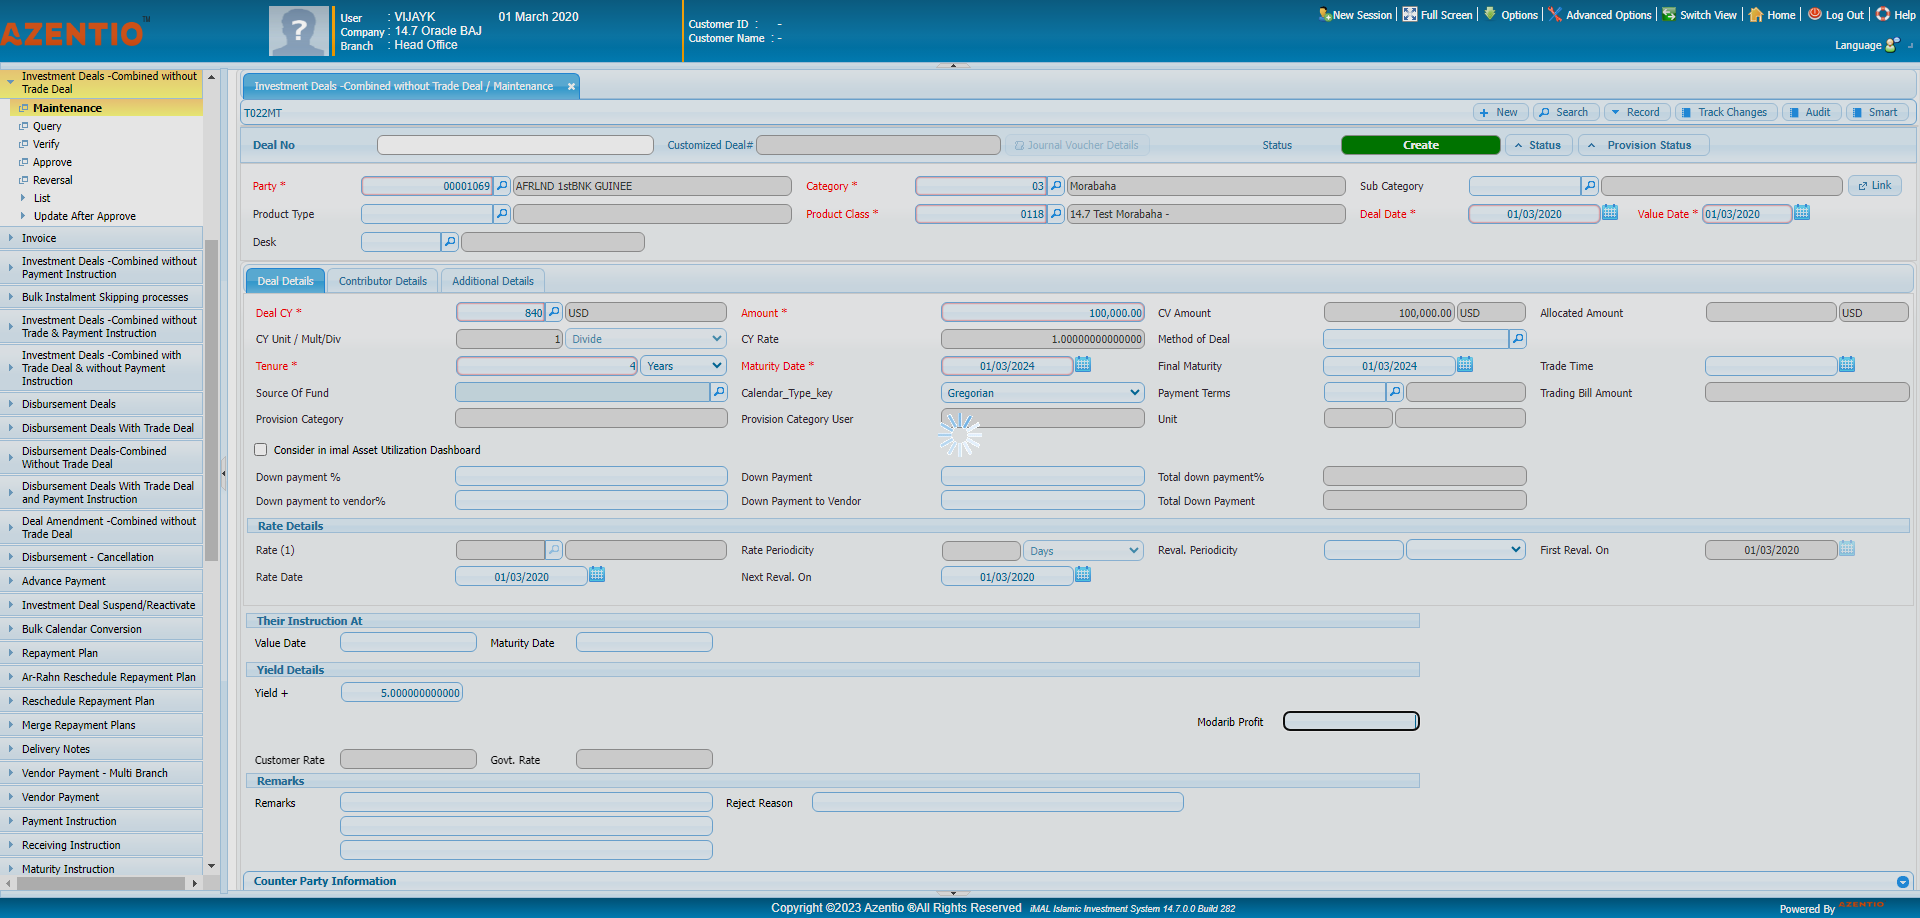 AZENTIO™
User : VIJAYK 01 March 2020
Company : 14.7 Oracle BAJ
Branch : Head Office
Customer ID : -
Customer Name : -
New Session | Full Screen | Options | Advanced Options | Switch View | Home | Log Out | Help
Language
Investment Deals -Combined without
Trade Deal
Maintenance
Query
Verify
Approve
Reversal
List
Update After Approve
Invoice
Investment Deals -Combined without
Payment Instruction
Bulk Instalment Skipping processes
Investment Deals -Combined without
Trade & Payment Instruction
Investment Deals -Combined with
Trade Deal & without Payment
Instruction
Disbursement Deals
Disbursement Deals With Trade Deal
Disbursement Deals-Combined
Without Trade Deal
Disbursement Deals With Trade Deal
and Payment Instruction
Deal Amendment -Combined without
Trade Deal
Disbursement - Cancellation
Advance Payment
Investment Deal Suspend/Reactivate
Bulk Calendar Conversion
Repayment Plan
Ar-Rahn Reschedule Repayment Plan
Reschedule Repayment Plan
Merge Repayment Plans
Delivery Notes
Vendor Payment - Multi Branch
Vendor Payment
Payment Instruction
Receiving Instruction
Maturity Instruction
Investment Deals -Combined without Trade Deal / Maintenance
T022MT
New Search Record Track Changes Audit Smart
Deal No Customized Deal# Journal Voucher Details Status Create Status Provision Status
Party * 00001069 AFRLND 1stBNK GUINEE Category * 03 Morabaha Sub Category Link
Product Type Product Class * 0118 14.7 Test Morabaha - Deal Date * 01/03/2020 Value Date * 01/03/2020
Desk
Deal Details Contributor Details Additional Details
Deal CY * 840 USD Amount * 100,000.00 CV Amount 100,000.00 USD Allocated Amount USD
CY Unit / Mult/Div 1 Divide CY Rate 1.00000000000000 Method of Deal
Tenure * 4 Years Maturity Date * 01/03/2024 Final Maturity 01/03/2024 Trade Time
Source Of Fund Calendar_Type_key Gregorian Payment Terms Trading Bill Amount
Provision Category Provision Category User Unit
Consider in imal Asset Utilization Dashboard
Down payment % Down Payment Total down payment%
Down payment to vendor% Down Payment to Vendor Total Down Payment
Rate Details
Rate (1) Rate Periodicity Days Reval. Periodicity First Reval. On 01/03/2020
Rate Date 01/03/2020 Next Reval. On 01/03/2020
Their Instruction At
Value Date Maturity Date
Yield Details
Yield + 5.000000000000
Modarib Profit
Customer Rate Govt. Rate
Remarks
Remarks Reject Reason
Counter Party Information
Copyright ©2023 Azentio ®All Rights Reserved iMAL Islamic Investment System 14.7.0.0 Build 282
Powered By AZENTIO